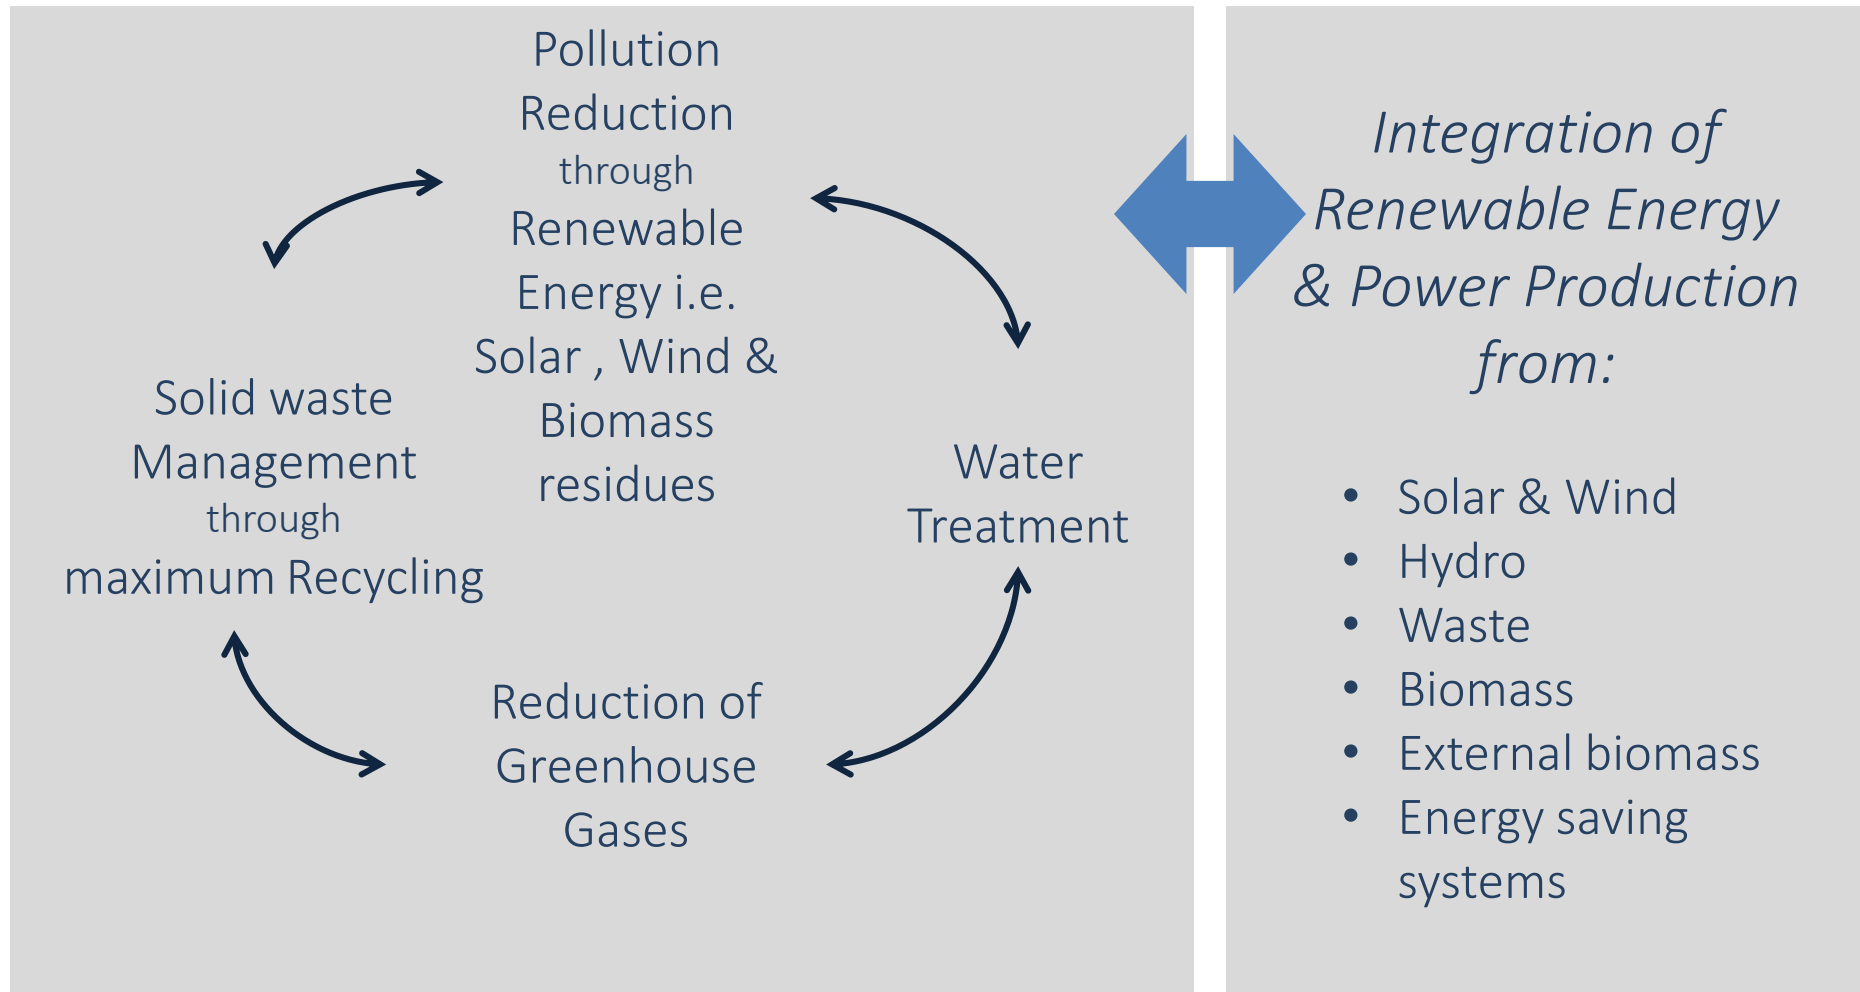 Pollution
Reduction
through
Renewable
Energy i.e.
Solar , Wind &
Biomass
residues
Solid waste
Management
through
maximum Recycling
Water
Treatment
Reduction of
Greenhouse
Gases
Integration of
Renewable Energy
& Power Production
from:
• Solar & Wind
• Hydro
• Waste
• Biomass
• External biomass
• Energy saving
systems